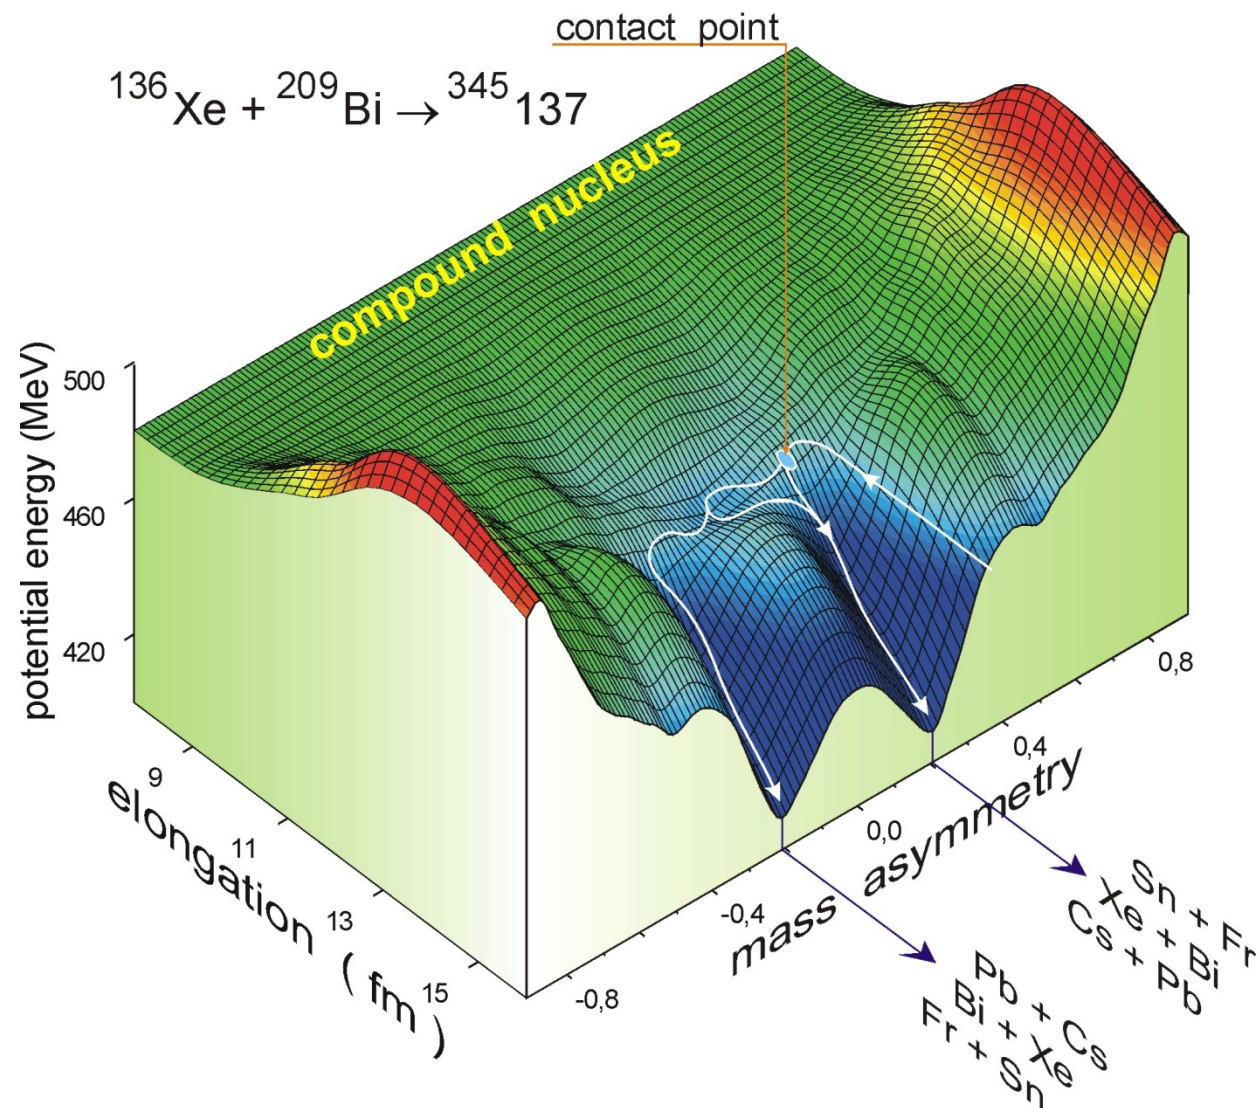 contact point
¹³⁶Xe + ²⁰⁹Bi → ³⁴⁵137
compound nucleus
potential energy (MeV)
500
460
420
elongation ( fm )
9
11
13
15
mass asymmetry
-0,8
-0,4
0,0
0,4
0,8
Sn + Fr
Xe + Bi
Cs + Pb
Pb + Cs
Bi + Xe
Fr + Sn